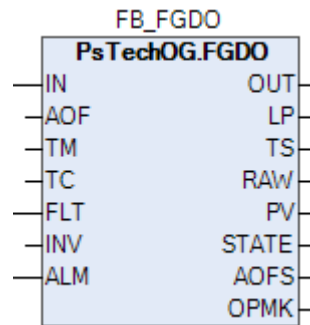 FB_FGDO
PsTechOG.FGDO
IN OUT
AOF LP
TM TS
TC RAW
FLT PV
INV STATE
ALM AOFS
OPMK